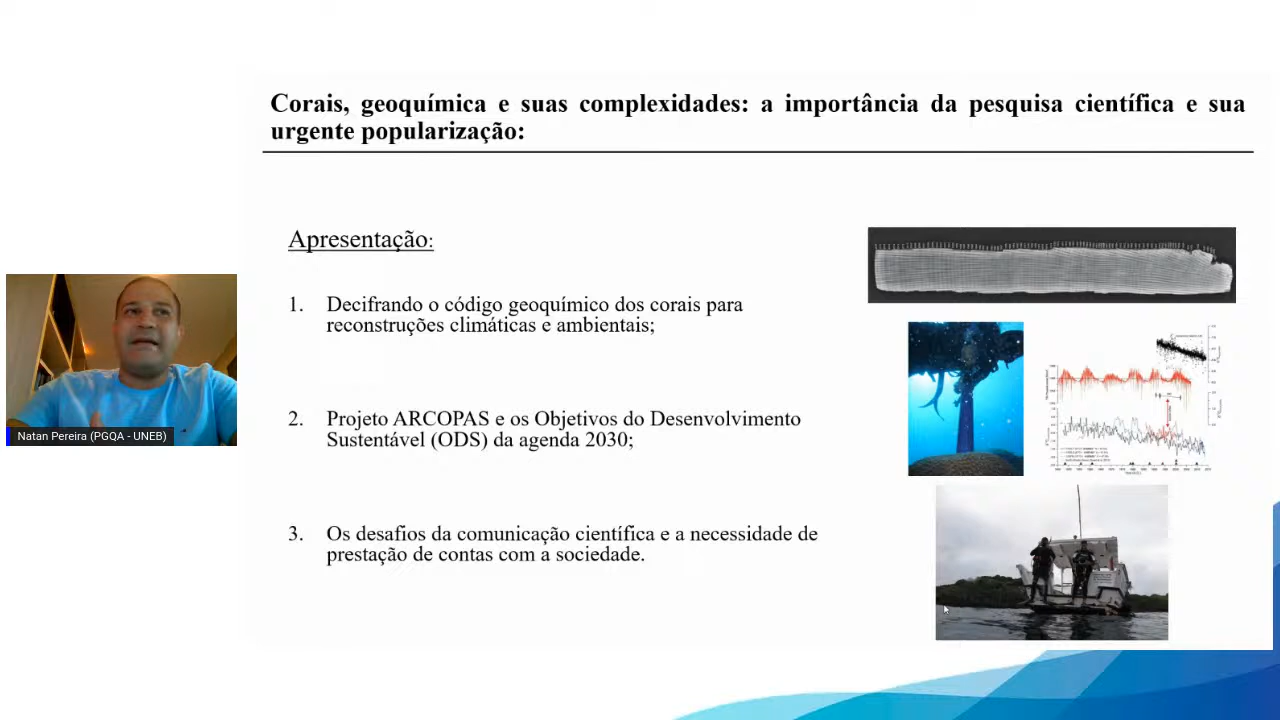 Corais, geoquímica e suas complexidades: a importância da pesquisa científica e sua
urgente popularização:
Apresentação:
1. Decifrando o código geoquímico dos corais para
reconstruções climáticas e ambientais;
2. Projeto ARCOPAS e os Objetivos do Desenvolvimento
Sustentável (ODS) da agenda 2030;
3. Os desafios da comunicação científica e a necessidade de
prestação de contas com a sociedade.
Natan Pereira (PGQA - UNEB)